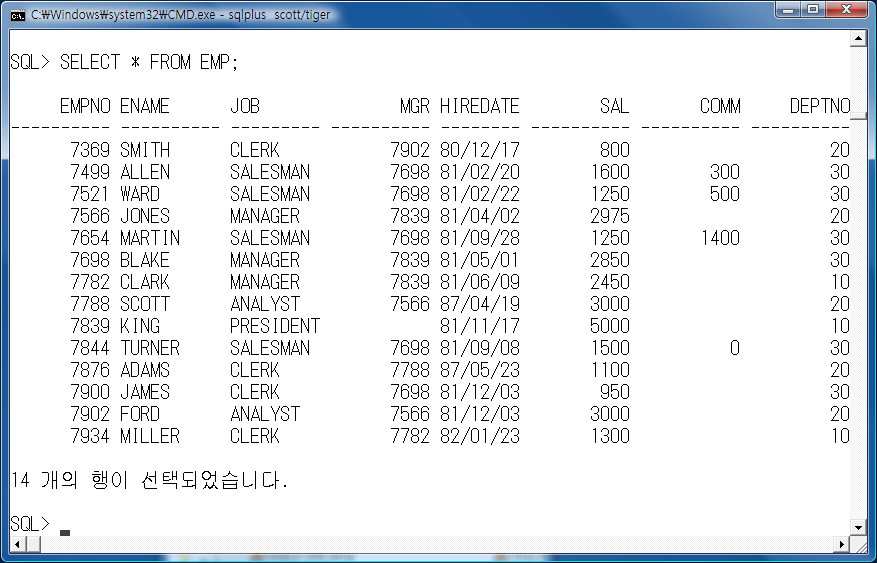 C:\Windows\system32\CMD.exe - sqlplus  scott/tiger
SQL> SELECT * FROM EMP;
     EMPNO ENAME      JOB              MGR HIREDATE        SAL       COMM     DEPTNO
---------- ---------- --------- ---------- -------- ---------- ---------- ----------
      7369 SMITH      CLERK           7902 80/12/17        800                    20
      7499 ALLEN      SALESMAN        7698 81/02/20       1600        300         30
      7521 WARD       SALESMAN        7698 81/02/22       1250        500         30
      7566 JONES      MANAGER         7839 81/04/02       2975                    20
      7654 MARTIN     SALESMAN        7698 81/09/28       1250       1400         30
      7698 BLAKE      MANAGER         7839 81/05/01       2850                    30
      7782 CLARK      MANAGER         7839 81/06/09       2450                    10
      7788 SCOTT      ANALYST         7566 87/04/19       3000                    20
      7839 KING       PRESIDENT            81/11/17       5000                    10
      7844 TURNER     SALESMAN        7698 81/09/08       1500          0         30
      7876 ADAMS      CLERK           7788 87/05/23       1100                    20
      7900 JAMES      CLERK           7698 81/12/03        950                    30
      7902 FORD       ANALYST         7566 81/12/03       3000                    20
      7934 MILLER     CLERK           7782 82/01/23       1300                    10
14 개의 행이 선택되었습니다.
SQL>